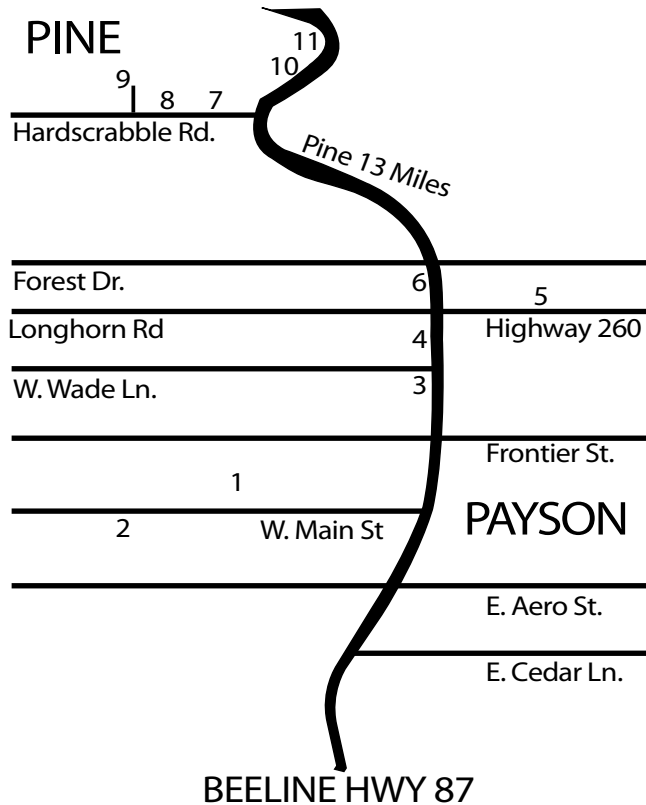 PINE
11
10
9
8
7
Hardscrabble Rd.
Pine 13 Miles
Forest Dr.
6
5
Longhorn Rd
4
Highway 260
W. Wade Ln.
3
Frontier St.
1
2
W. Main St
PAYSON
E. Aero St.
E. Cedar Ln.
BEELINE HWY 87